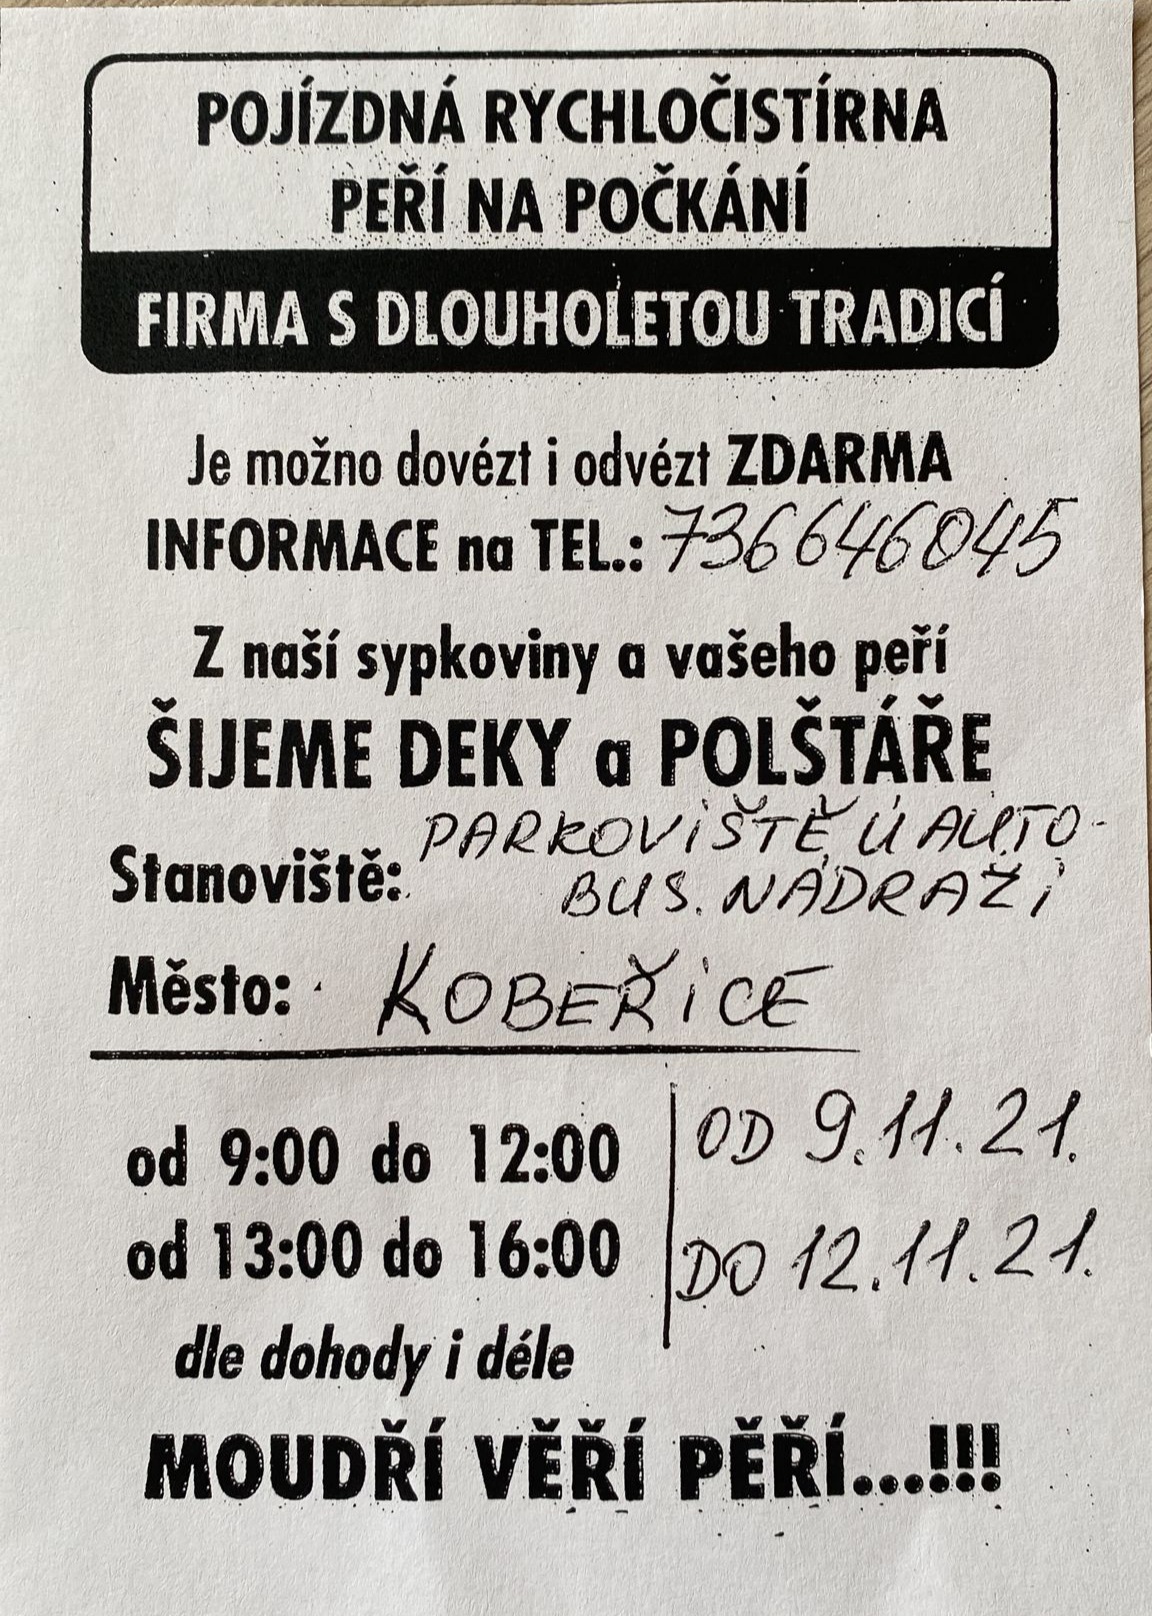 POJÍZDNÁ RYCHLOČISTÍRNA
PEŘÍ NA POČKÁNÍ
FIRMA S DLOUHOLETOU TRADICÍ
Je možno dovézt i odvézt ZDARMA
INFORMACE na TEL.: 736646045
Z naší sypkoviny a vašeho peří
ŠIJEME DEKY a POLŠTÁŘE
Stanoviště: PARKOVIŠTĚ U AUTO-
BUS. NÁDRAŽÍ
Město: KOBEŘICE
od 9:00 do 12:00 OD 9.11.21.
od 13:00 do 16:00 DO 12.11.21.
dle dohody i déle
MOUDŘÍ VĚŘÍ PĚŘÍ...!!!